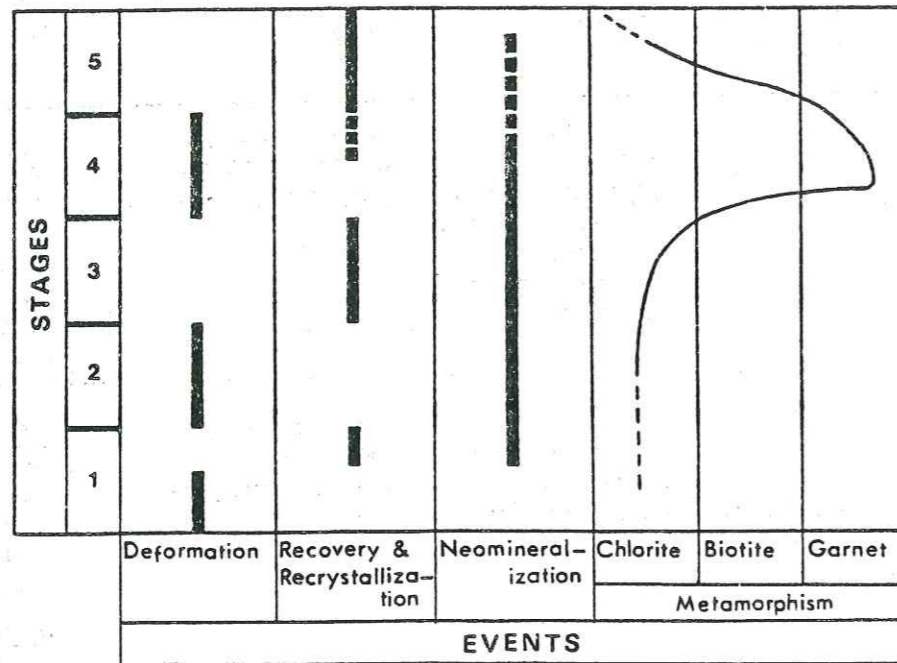 STAGES
5
4
3
2
1
Deformation
Recovery &
Recrystalliza-
tion
Neomineral-
ization
Chlorite
Biotite
Garnet
Metamorphism
EVENTS